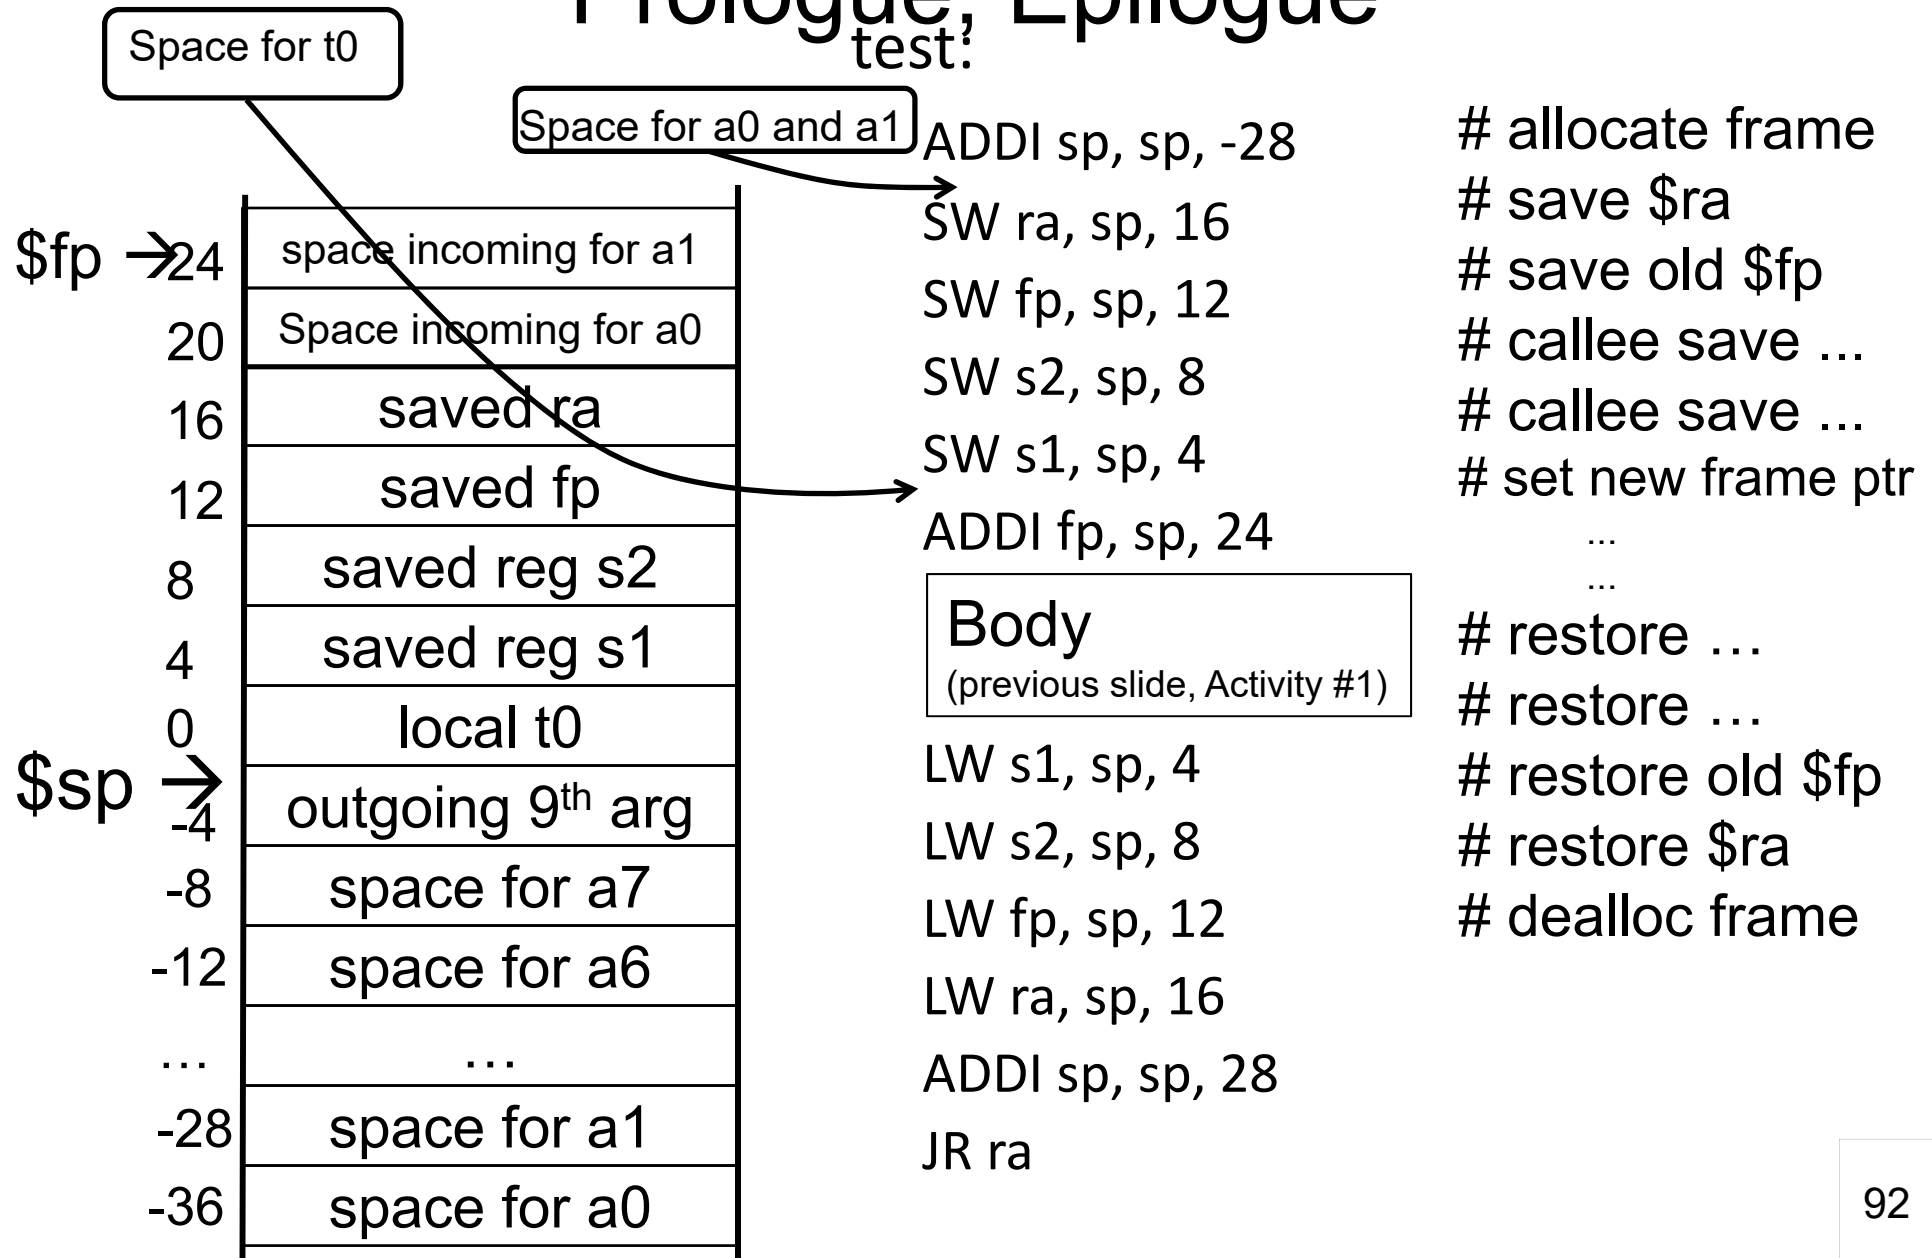 Prologue, Epilogue
test:
Space for t0
Space for a0 and a1
$fp → 24 space incoming for a1
20 Space incoming for a0
16 saved ra
12 saved fp
8 saved reg s2
4 saved reg s1
0 local t0
$sp →
-4 outgoing 9th arg
-8 space for a7
-12 space for a6
… …
-28 space for a1
-36 space for a0
ADDI sp, sp, -28
SW ra, sp, 16
SW fp, sp, 12
SW s2, sp, 8
SW s1, sp, 4
ADDI fp, sp, 24
Body
(previous slide, Activity #1)
LW s1, sp, 4
LW s2, sp, 8
LW fp, sp, 12
LW ra, sp, 16
ADDI sp, sp, 28
JR ra
# allocate frame
# save $ra
# save old $fp
# callee save ...
# callee save ...
# set new frame ptr
...
...
# restore …
# restore …
# restore old $fp
# restore $ra
# dealloc frame
92